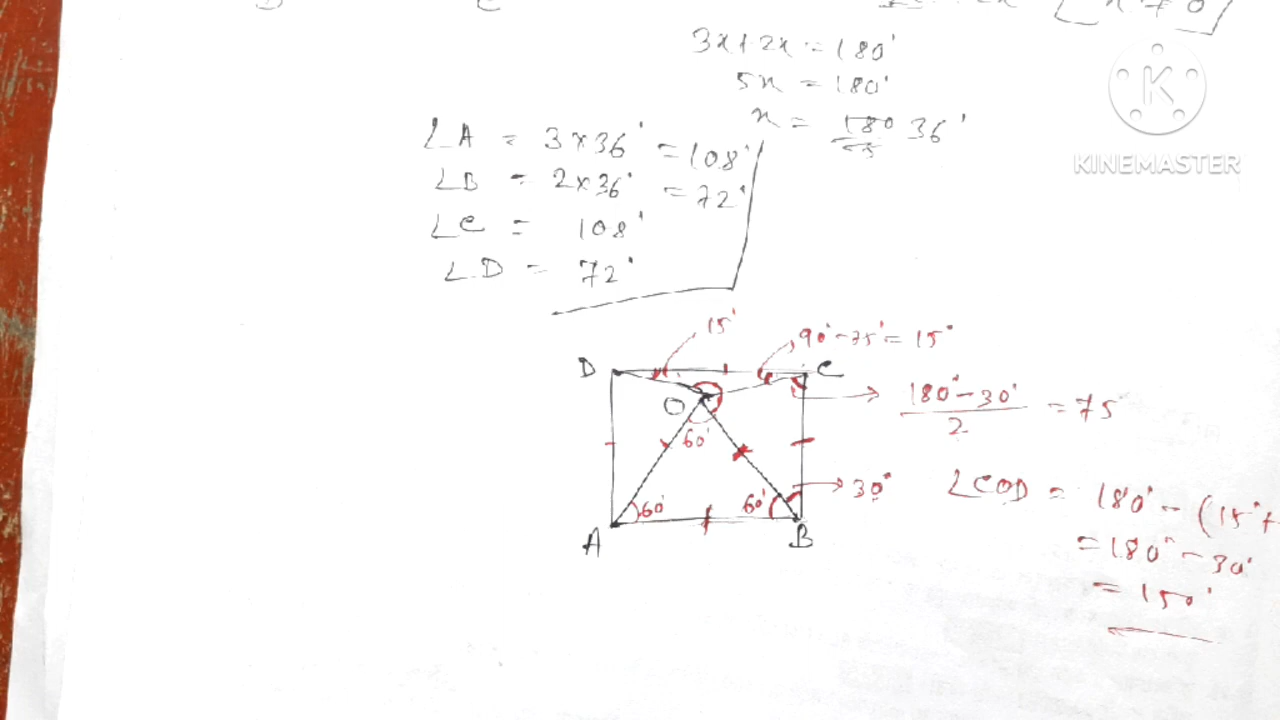 3x+2x = 180°
5x = 180°
x = 180/5 36°
∠A = 3×36° = 108°
∠B = 2×36° = 72°
∠C = 108°
∠D = 72°
KINEMASTER
15°
90°-75° = 15°
D
C
O
180°-30°/2 = 75
60°
60°
60°
30°
A
B
∠COD = 180° - (15°+
= 180° - 30°
= 150°